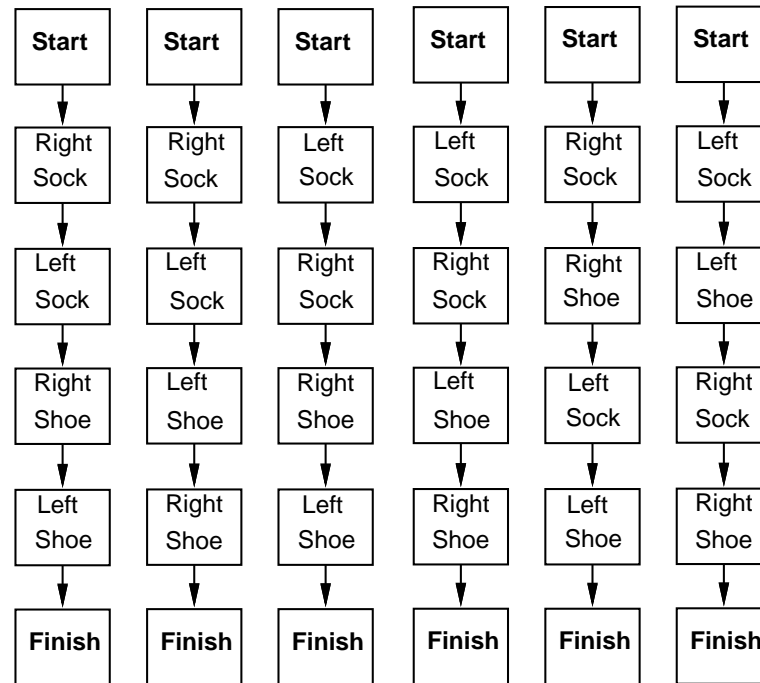 Start Start Start Start Start Start
Right Right Left Left Right Left
Sock Sock Sock Sock Sock Sock
Left Left Right Right Right Left
Sock Sock Sock Sock Shoe Shoe
Right Left Right Left Left Right
Shoe Shoe Shoe Shoe Sock Sock
Left Right Left Right Left Right
Shoe Shoe Shoe Shoe Shoe Shoe
Finish Finish Finish Finish Finish Finish